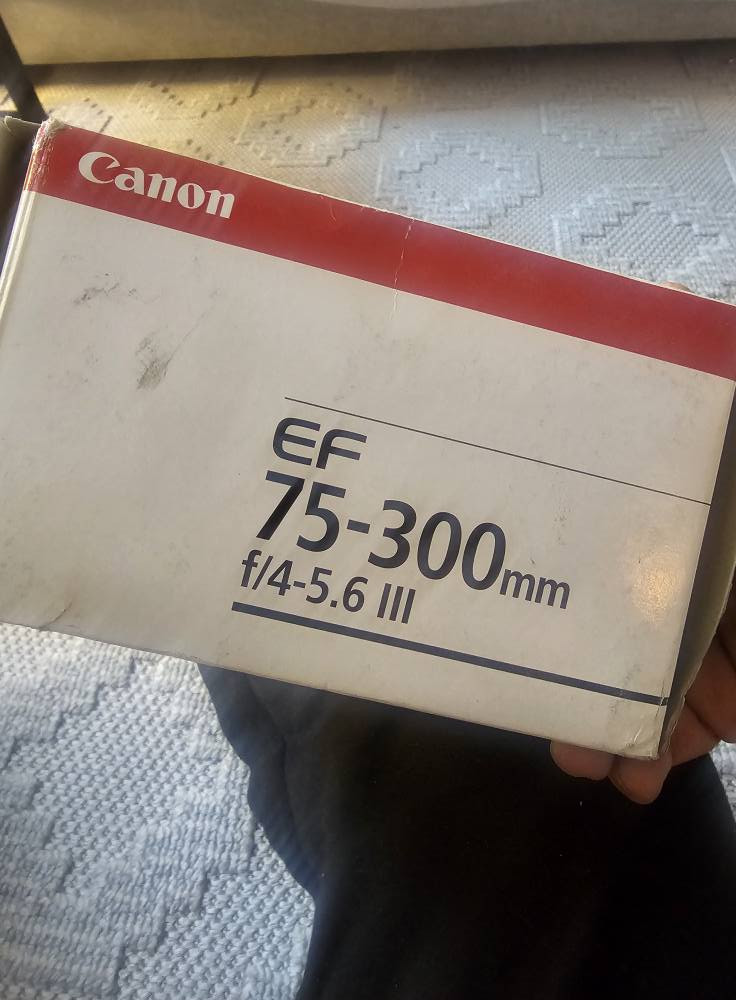 Canon
EF
75-300mm
f/4-5.6 III